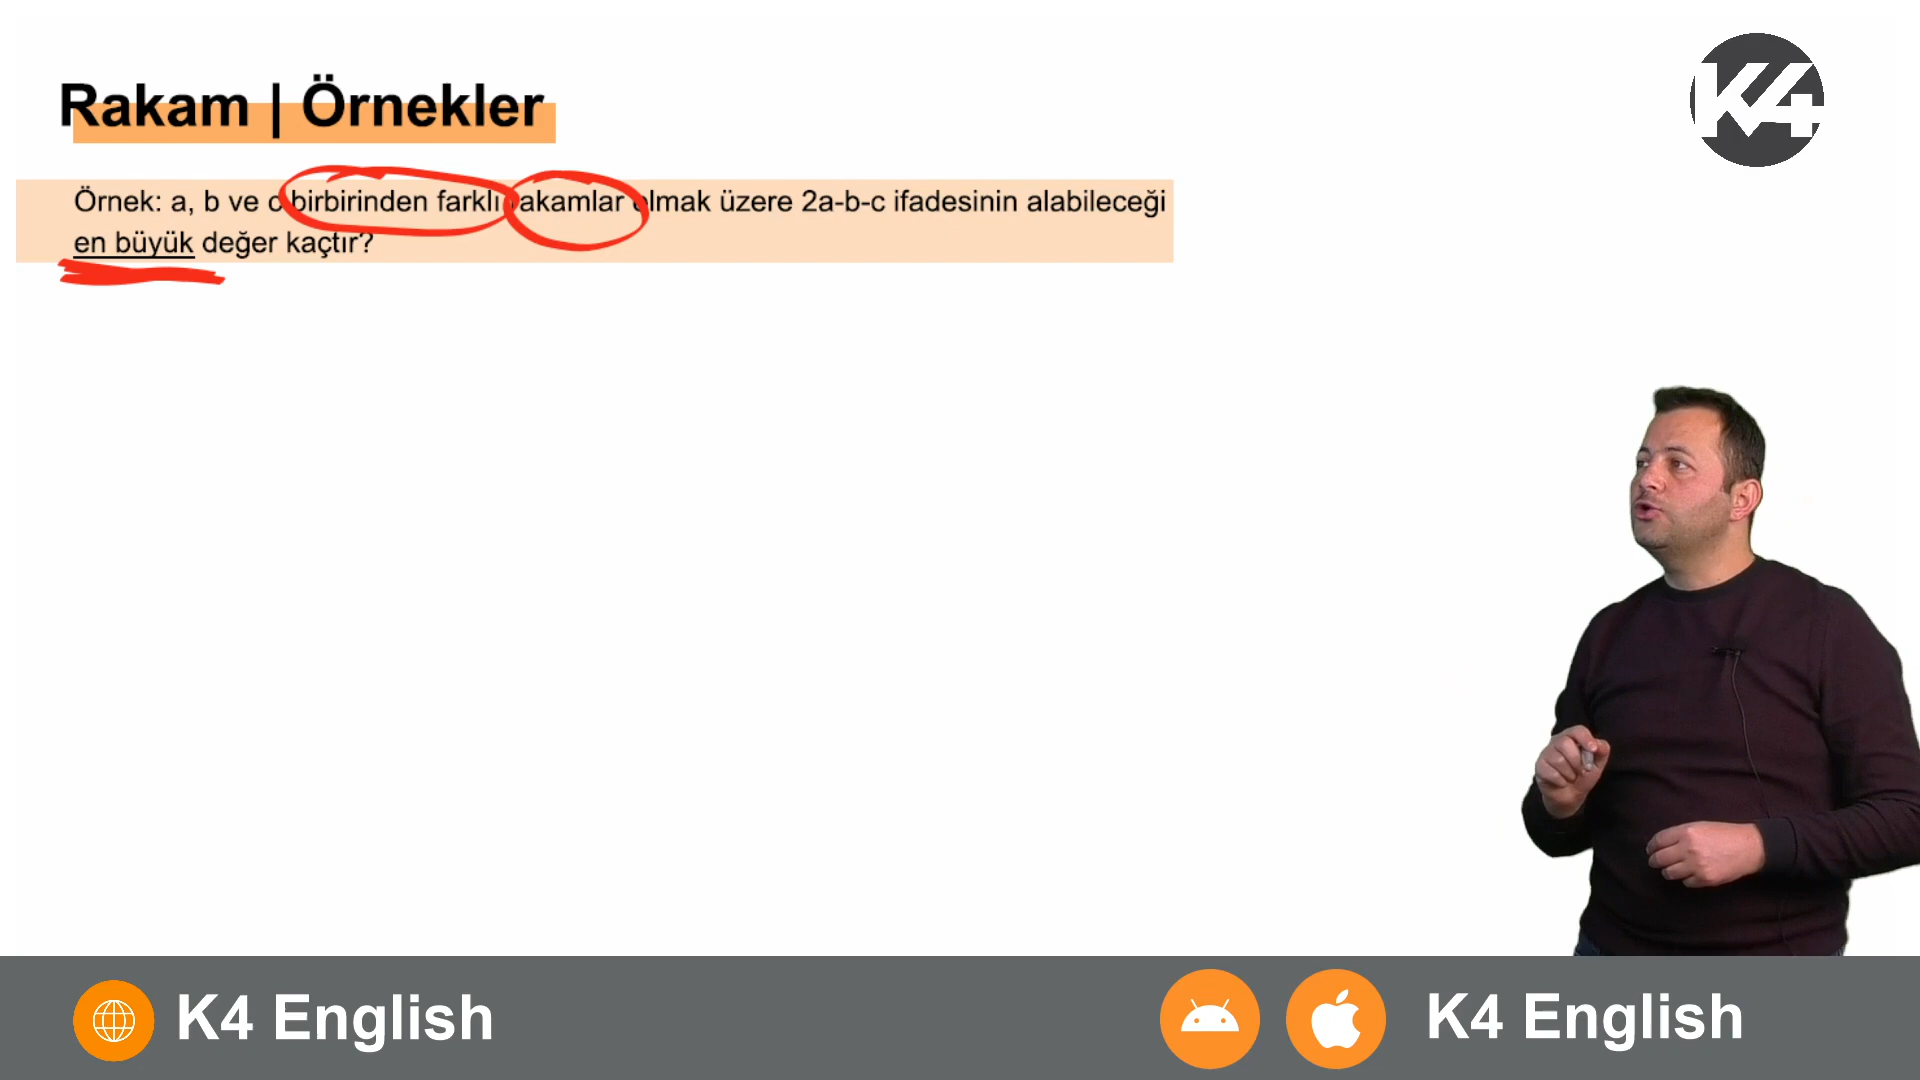 K4
Rakam | Örnekler
Örnek: a, b ve c birbirinden farklı rakamlar olmak üzere 2a-b-c ifadesinin alabileceği
en büyük değer kaçtır?
K4 English
K4 English